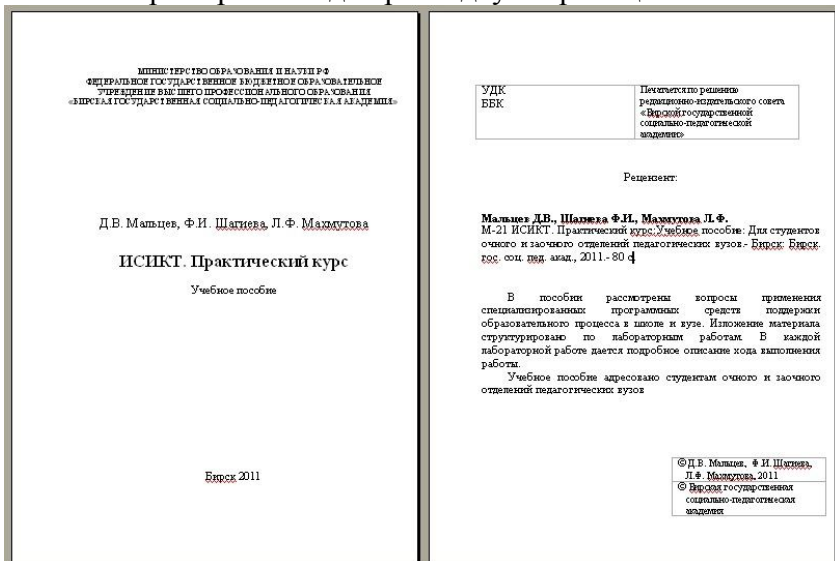 МИНИСТЕРСТВО ОБРАЗОВАНИЯ И НАУКИ РФ
ФЕДЕРАЛЬНОЕ ГОСУДАРСТВЕННОЕ БЮДЖЕТНОЕ ОБРАЗОВАТЕЛЬНОЕ
УЧРЕЖДЕНИЕ ВЫСШЕГО ПРОФЕССИОНАЛЬНОГО ОБРАЗОВАНИЯ
«БИРСКАЯ ГОСУДАРСТВЕННАЯ СОЦИАЛЬНО-ПЕДАГОГИЧЕСКАЯ АКАДЕМИЯ»
Д.В. Мальцев, Ф.И. Шагиева, Л.Ф. Махмутова
ИСИКТ. Практический курс
Учебное пособие
Бирск 2011
УДК
ББК
Печатается по решению
редакционно-издательского совета
«Бирской государственной
социально-педагогической
академии»
Рецензент:
Мальцев Д.В., Шагиева Ф.И., Махмутова Л.Ф.
М-21 ИСИКТ. Практический курс:Учебное пособие: Для студентов
очного и заочного отделений педагогических вузов.- Бирск: Бирск.
гос. соц. пед. акад., 2011.- 80 с
В пособии рассмотрены вопросы применения
специализированных программных средств поддержки
образовательного процесса в школе и вузе. Изложение материала
структурировано по лабораторным работам. В каждой
лабораторной работе дается подробное описание хода выполнения
работы.
Учебное пособие адресовано студентам очного и заочного
отделений педагогических вузов
©Д.В. Мальцев, Ф.И. Шагиева,
Л.Ф. Махмутова, 2011
© Бирская государственная
социально-педагогическая
академия